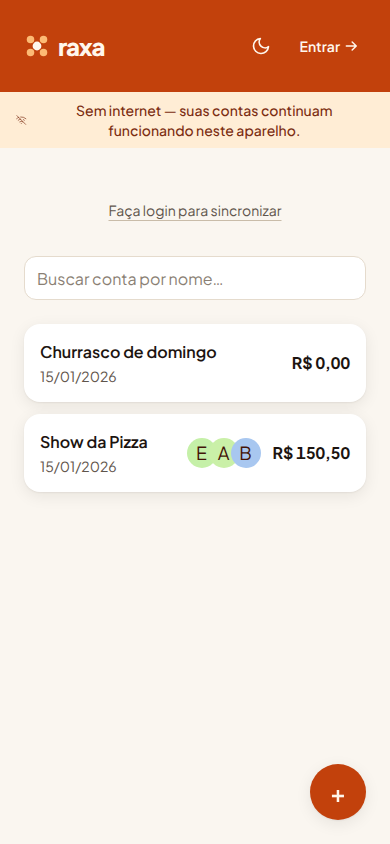 raxa
Entrar →
Sem internet — suas contas continuam
funcionando neste aparelho.
Faça login para sincronizar
Buscar conta por nome...
Churrasco de domingo
15/01/2026
R$ 0,00
Show da Pizza
15/01/2026
E A B
R$ 150,50
+